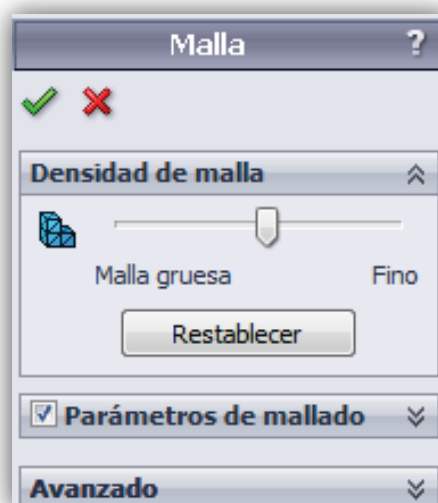 Malla ?
Densidad de malla
Malla gruesa Fino
Restablecer
Parámetros de mallado
Avanzado